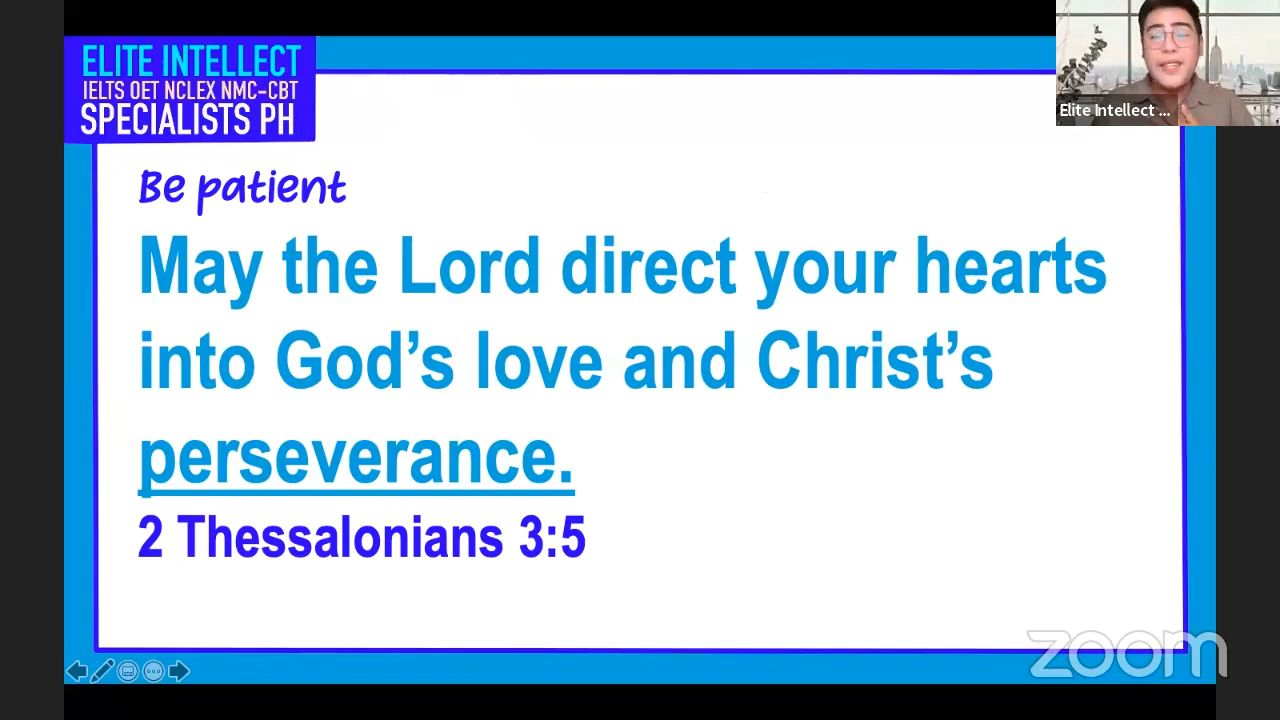 ELITE INTELLECT
IELTS OET NCLEX NMC-CBT
SPECIALISTS PH
Elite Intellect ...
Be patient
May the Lord direct your hearts
into God’s love and Christ’s
perseverance.
2 Thessalonians 3:5
zoom